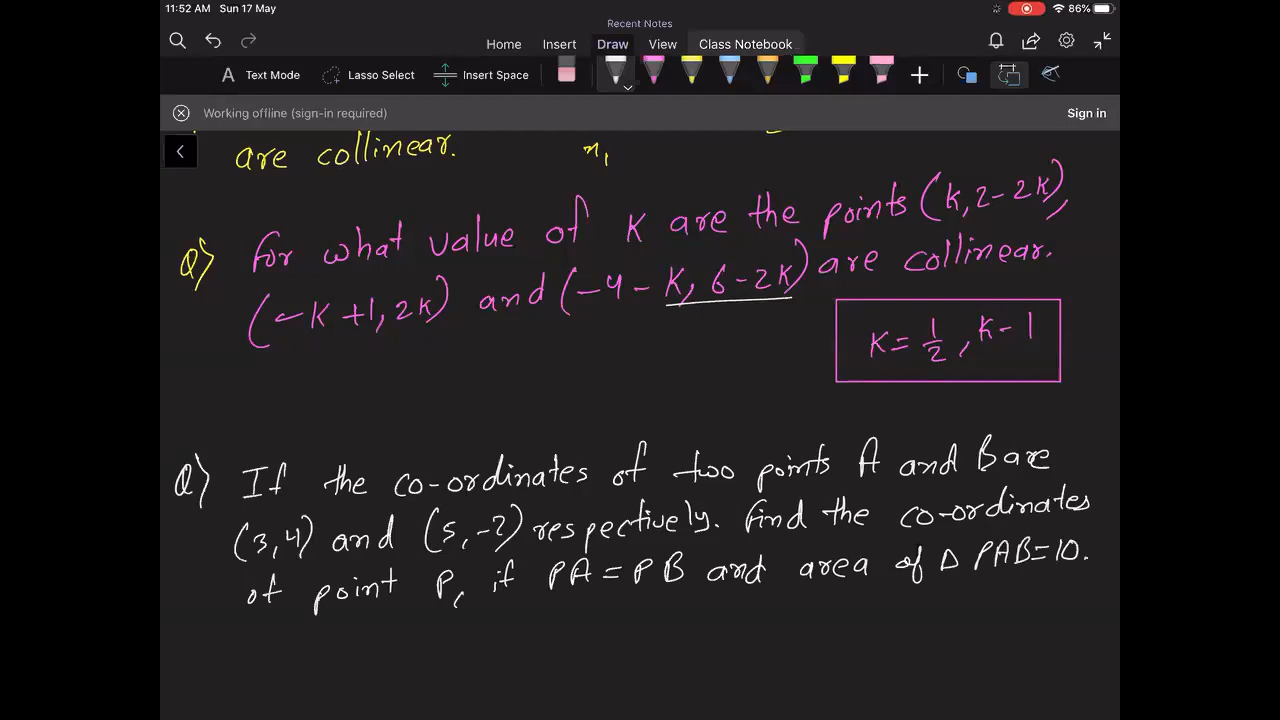 11:52 AM Sun 17 May
86%
Recent Notes
Home Insert Draw View Class Notebook
Text Mode Lasso Select Insert Space
Working offline (sign-in required) Sign in
are collinear. x₁
Q) For what value of K are the points (K, 2-2K),
(-K+1, 2K) and (-4-K, 6-2K) are collinear.
K = 1/2, K - 1
Q) If the co-ordinates of two points A and B are
(3,4) and (5,-2) respectively. Find the co-ordinates
of point P, if PA = PB and area of Δ PAB = 10.